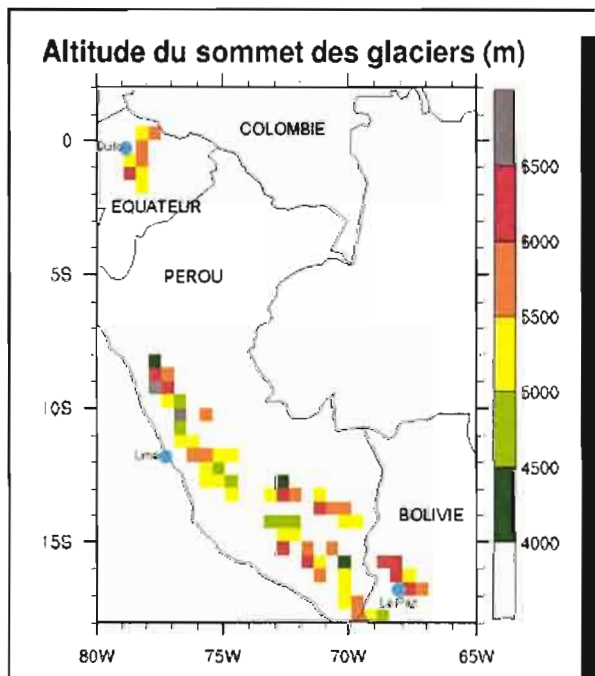 Altitude du sommet des glaciers (m)
COLOMBIE
0
Quito
EQUATEUR
PEROU
5S
10S
Lima
15S
BOLIVIE
La Paz
80W
75W
70W
65W
6500
6000
5500
5000
4500
4000